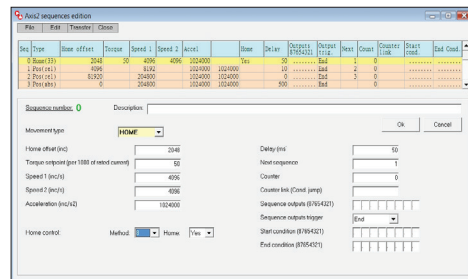 Axis2 sequences edition
File Edit Transfer Close
Seq Type Home offset Torque Speed 1 Speed 2 Accel Home Delay Outputs 87654321 Output trig. Next Count Counter link Start cond. End Cond.
0 Home(33) 2048 50 4096 4096 1024000 Yes 50 ........ End 1 0 ........ ........
1 Pos(rel) 4096 8192 1024000 1024000 10 ........ End 2 0 ........ ........
2 Pos(rel) 81920 204800 1024000 1024000 0 ........ End 3 0 ........ ........
3 Pos(abs) 0 204800 1024000 1024000 500 ........ End 0 ........ ........
Sequence number: 0 Description:
Ok Cancel
Movement type: HOME
Home offset (inc) 2048 Delay (ms) 50
Torque setpoint (per 1000 of rated current) 50 Next sequence 1
Speed 1 (inc/s) 4096 Counter 0
Speed 2 (inc/s) 4096 Counter link (Cond. jump)
Acceleration (inc/s2) 1024000 Sequence outputs (87654321)
Sequence outputs trigger End
Home control: Method: Home: Yes Start condition (87654321)
End condition (87654321)